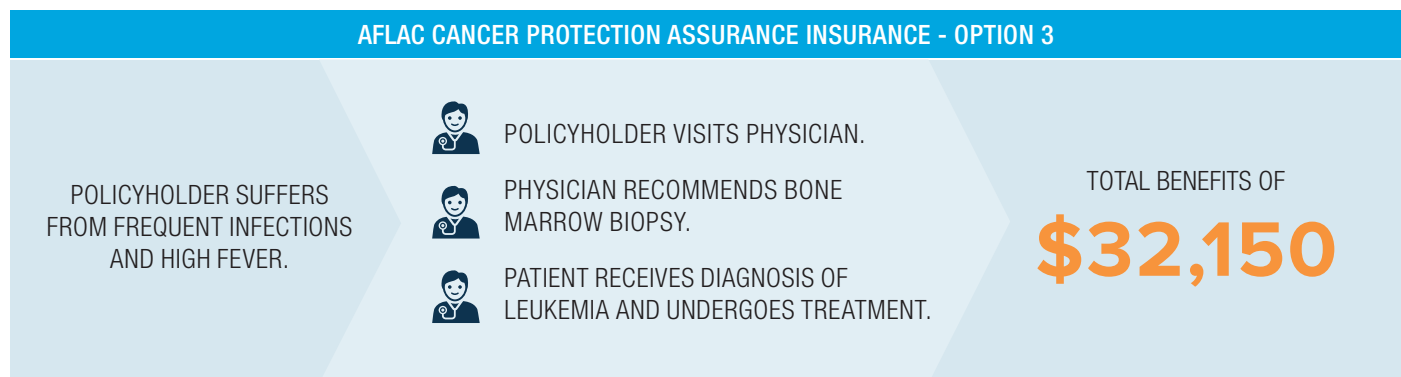 AFLAC CANCER PROTECTION ASSURANCE INSURANCE - OPTION 3
POLICYHOLDER SUFFERS
FROM FREQUENT INFECTIONS
AND HIGH FEVER.
POLICYHOLDER VISITS PHYSICIAN.
PHYSICIAN RECOMMENDS BONE
MARROW BIOPSY.
PATIENT RECEIVES DIAGNOSIS OF
LEUKEMIA AND UNDERGOES TREATMENT.
TOTAL BENEFITS OF
$32,150